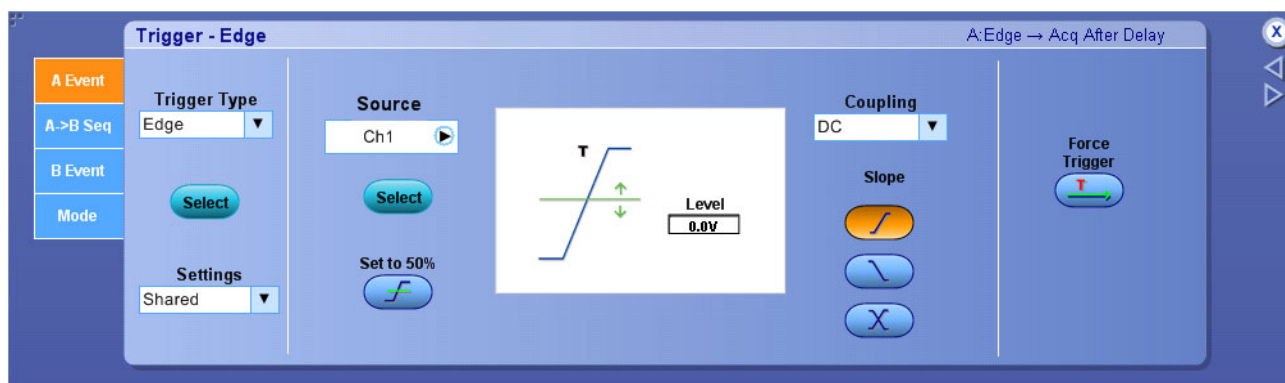 Trigger - Edge
A:Edge → Acq After Delay
X
A Event
A->B Seq
B Event
Mode
Trigger Type
Edge
Select
Settings
Shared
Source
Ch1
Select
Set to 50%
T
Level
0.0V
Coupling
DC
Slope
Force
Trigger
T